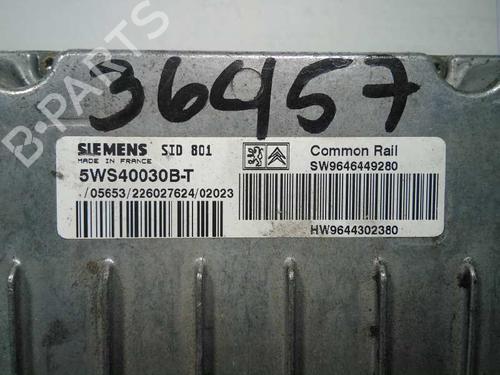 36457
SIEMENS SID 801
MADE IN FRANCE
5WS40030B-T
/05653/226027624/02023
Common Rail
SW9646449280
HW9644302380
B-PARTS